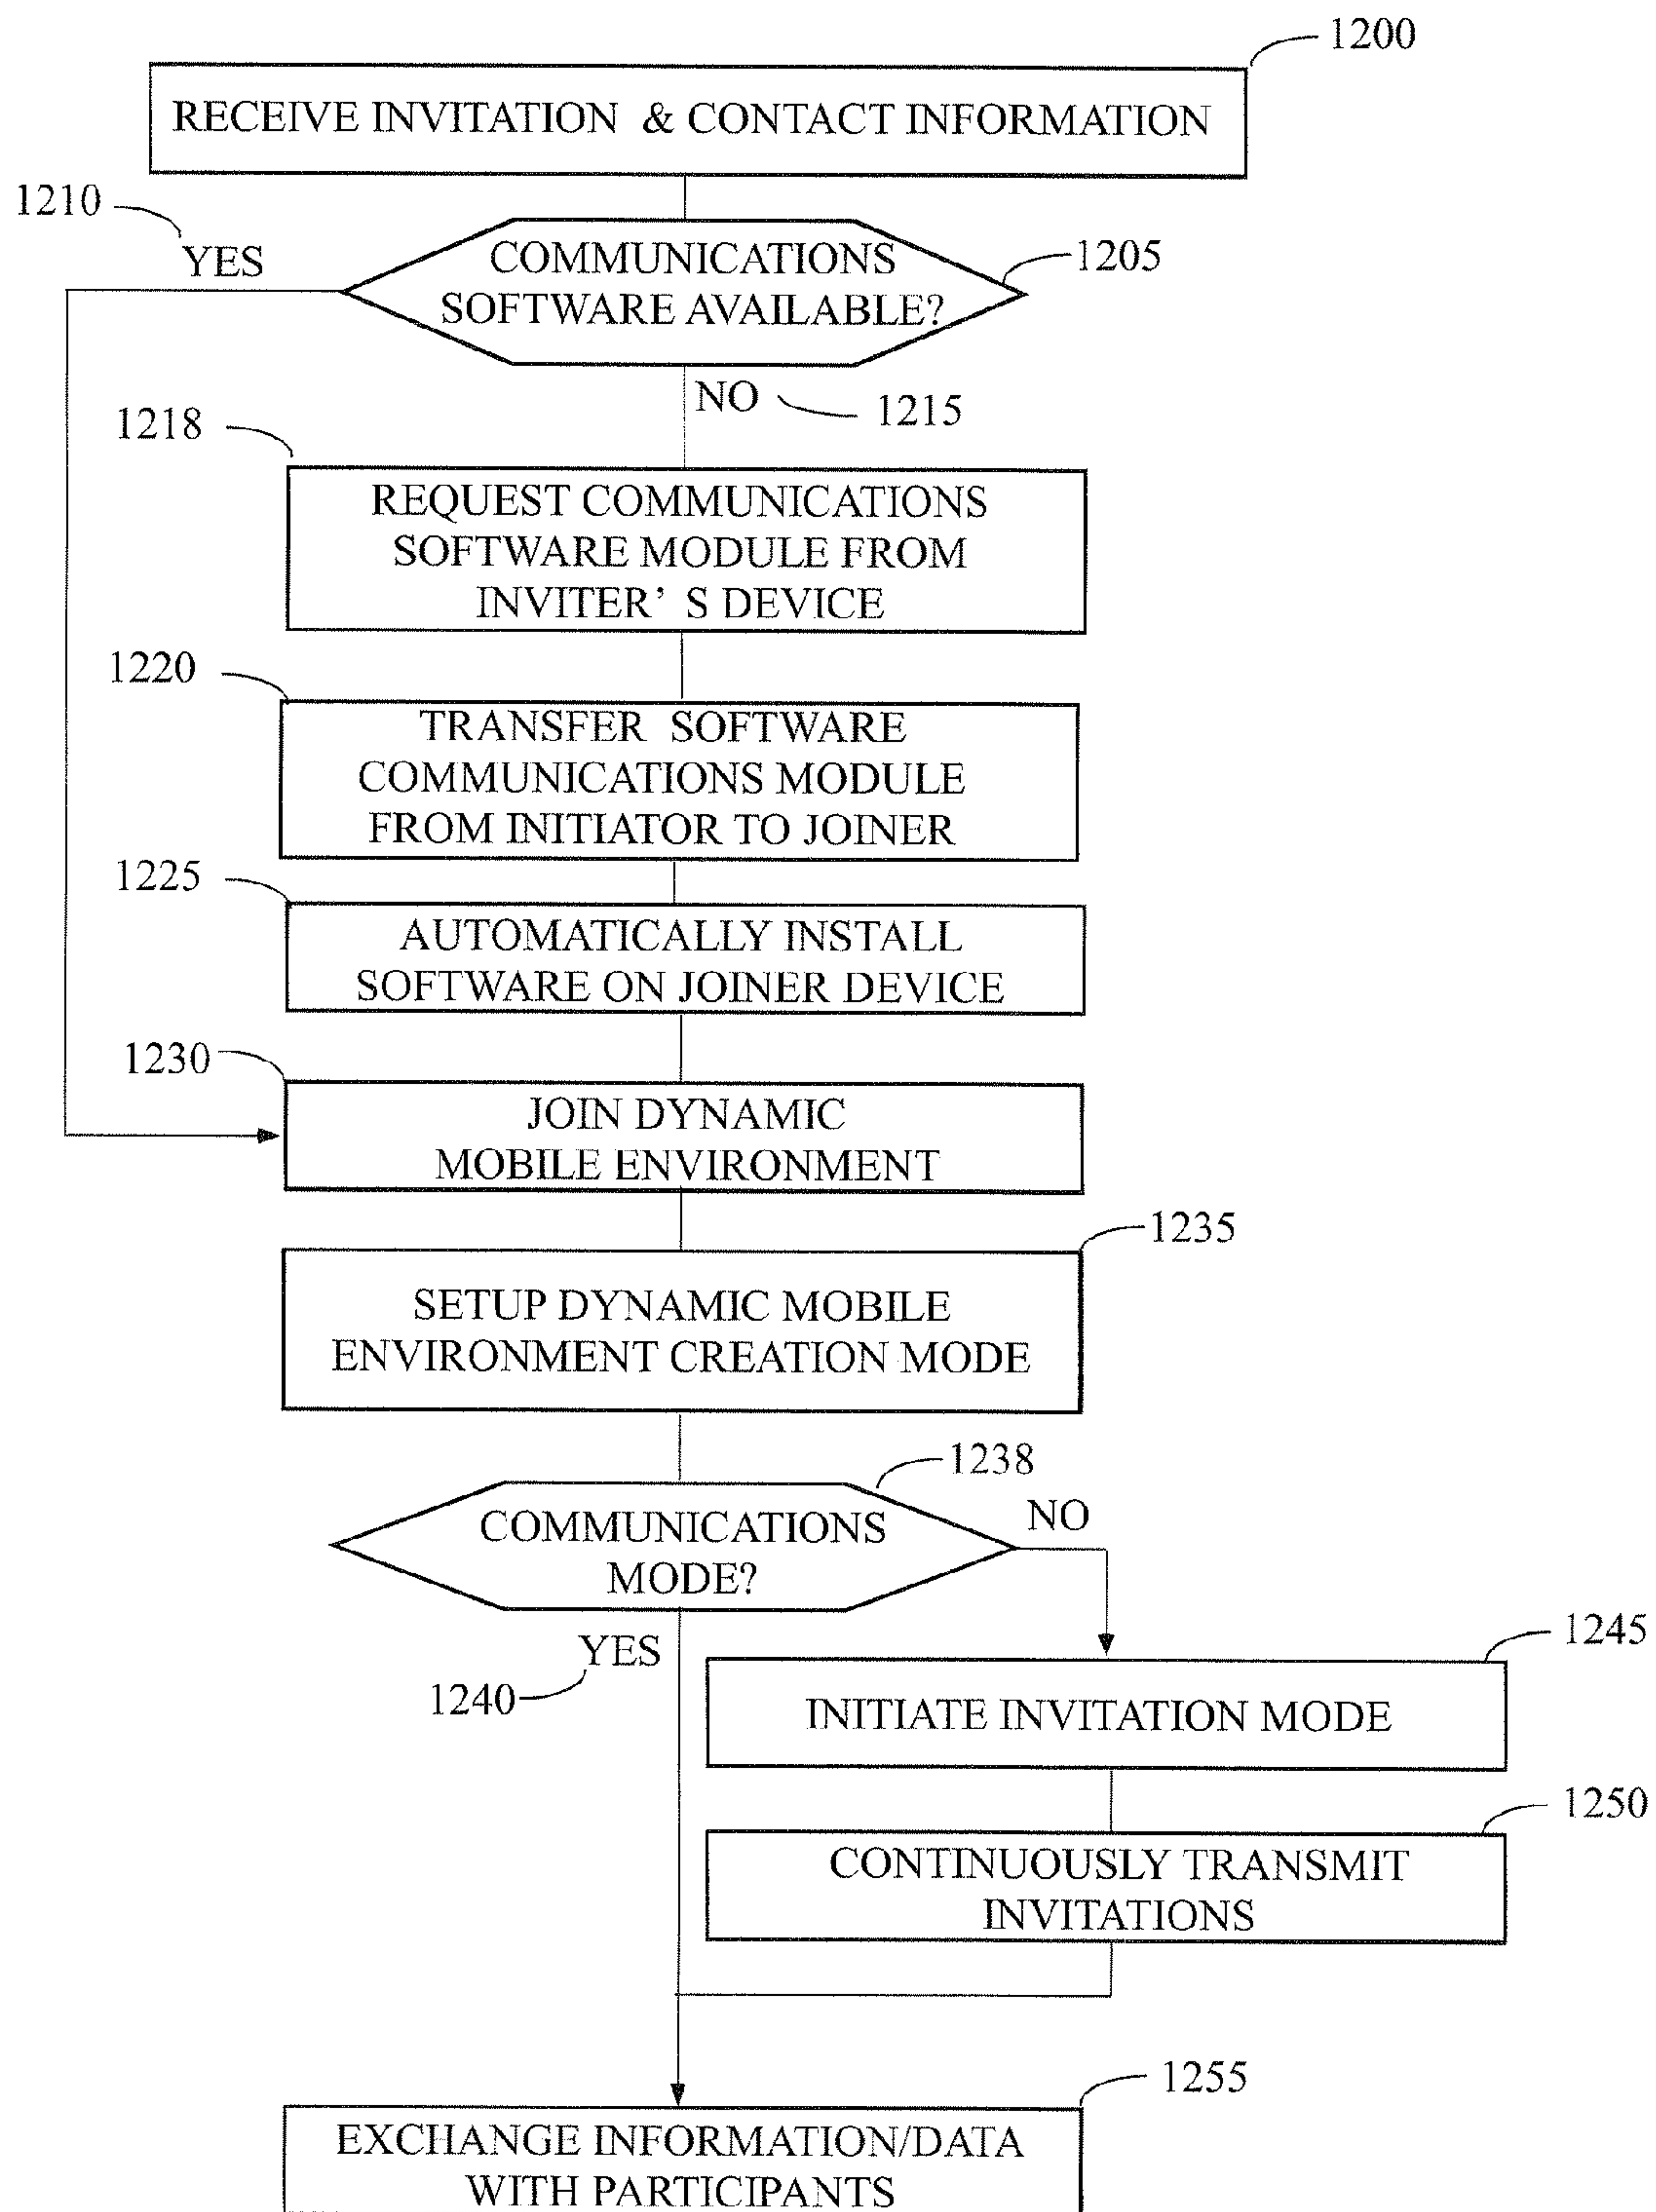 1200
RECEIVE INVITATION & CONTACT INFORMATION
1210
YES
COMMUNICATIONS
SOFTWARE AVAILABLE?
1205
NO
1215
1218
REQUEST COMMUNICATIONS
SOFTWARE MODULE FROM
INVITER’ S DEVICE
1220
TRANSFER SOFTWARE
COMMUNICATIONS MODULE
FROM INITIATOR TO JOINER
1225
AUTOMATICALLY INSTALL
SOFTWARE ON JOINER DEVICE
1230
JOIN DYNAMIC
MOBILE ENVIRONMENT
1235
SETUP DYNAMIC MOBILE
ENVIRONMENT CREATION MODE
1238
COMMUNICATIONS
MODE?
NO
YES
1240
1245
INITIATE INVITATION MODE
1250
CONTINUOUSLY TRANSMIT
INVITATIONS
1255
EXCHANGE INFORMATION/DATA
WITH PARTICIPANTS